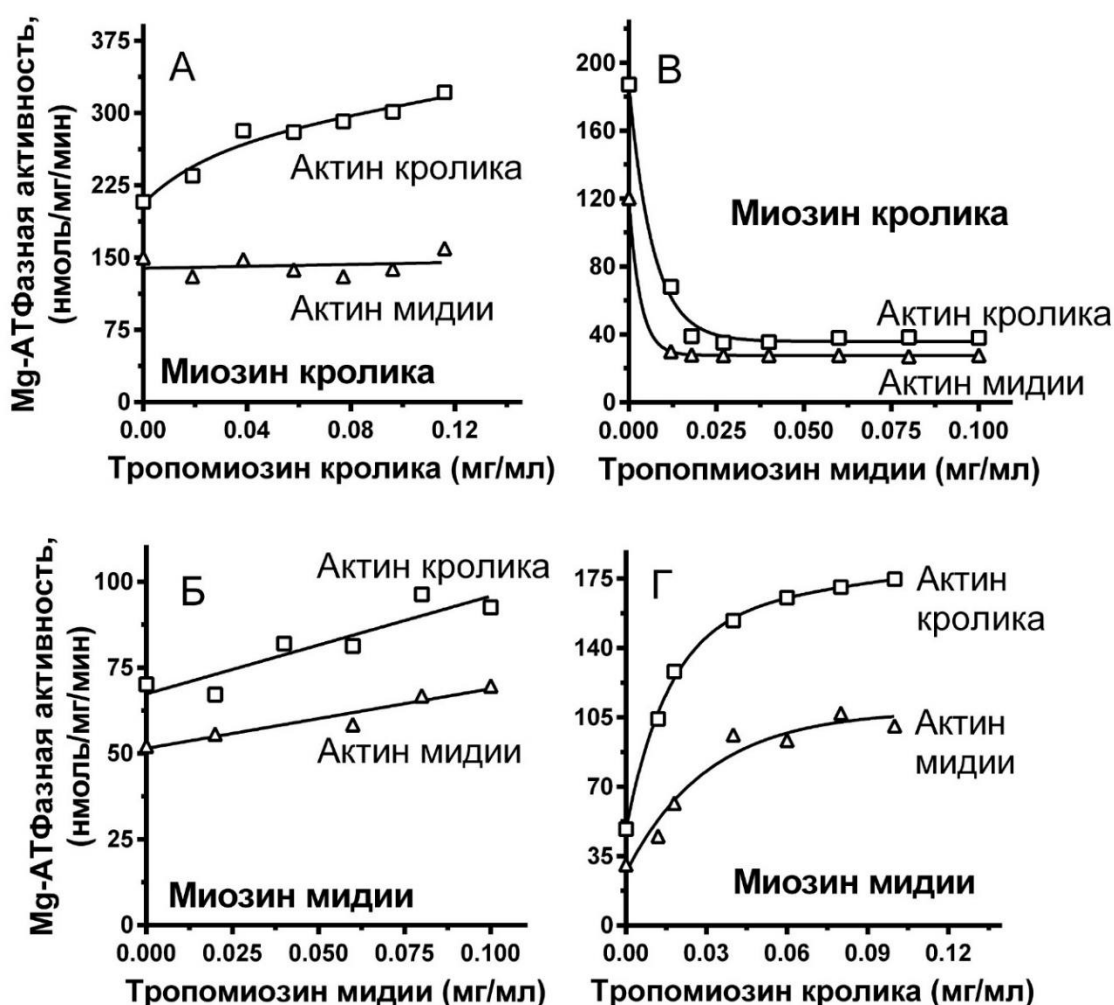 Mg-АТФазная активность,
(нмоль/мг/мин)
375
300
225
150
75
0
А
Актин кролика
Актин мидии
Миозин кролика
0.00 0.04 0.08 0.12
Тропомиозин кролика (мг/мл)
200
160
120
80
40
0
В
Миозин кролика
Актин кролика
Актин мидии
0.000 0.025 0.050 0.075 0.100
Тропопмиозин мидии (мг/мл)
Mg-АТФазная активность,
(нмоль/мг/мин)
100
75
50
25
0
Б
Актин кролика
Актин мидии
Миозин мидии
0.000 0.025 0.050 0.075 0.100
Тропомиозин мидии (мг/мл)
175
140
105
70
35
0
Г
Актин
кролика
Актин
мидии
Миозин мидии
0.00 0.03 0.06 0.09 0.12
Тропомиозин кролика (мг/мл)